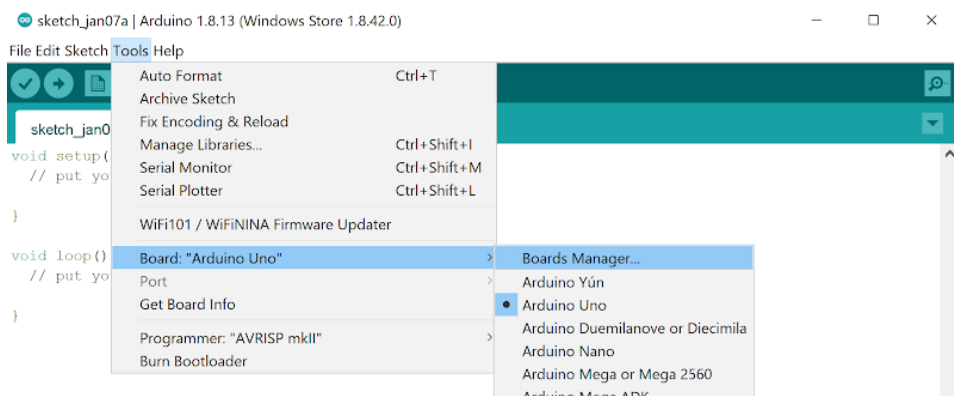 sketch_jan07a | Arduino 1.8.13 (Windows Store 1.8.42.0)
File Edit Sketch Tools Help
sketch_jan0
void setup(
// put yo
}
void loop()
// put yo
}
Auto Format Ctrl+T
Archive Sketch
Fix Encoding & Reload
Manage Libraries... Ctrl+Shift+I
Serial Monitor Ctrl+Shift+M
Serial Plotter Ctrl+Shift+L
WiFi101 / WiFiNINA Firmware Updater
Board: "Arduino Uno"
Port
Get Board Info
Programmer: "AVRISP mkII"
Burn Bootloader
Boards Manager...
Arduino Yún
Arduino Uno
Arduino Duemilanove or Diecimila
Arduino Nano
Arduino Mega or Mega 2560
Arduino Mega ADK